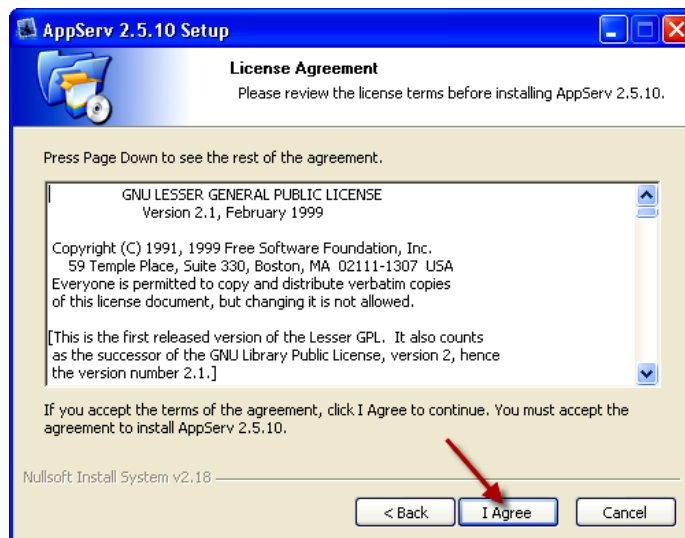 AppServ 2.5.10 Setup
License Agreement
Please review the license terms before installing AppServ 2.5.10.
Press Page Down to see the rest of the agreement.
GNU LESSER GENERAL PUBLIC LICENSE
Version 2.1, February 1999
Copyright (C) 1991, 1999 Free Software Foundation, Inc.
59 Temple Place, Suite 330, Boston, MA 02111-1307 USA
Everyone is permitted to copy and distribute verbatim copies
of this license document, but changing it is not allowed.
[This is the first released version of the Lesser GPL. It also counts
as the successor of the GNU Library Public License, version 2, hence
the version number 2.1.]
If you accept the terms of the agreement, click I Agree to continue. You must accept the
agreement to install AppServ 2.5.10.
Nullsoft Install System v2.18
< Back I Agree Cancel